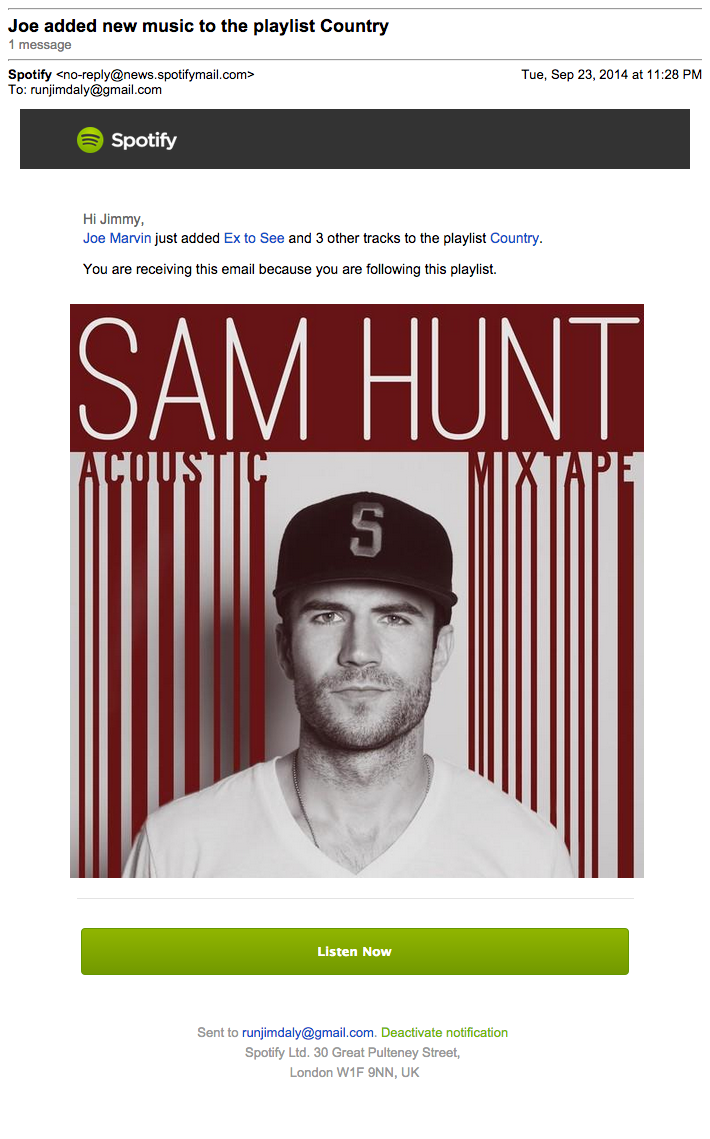 Joe added new music to the playlist Country
1 message
Spotify <no-reply@news.spotifymail.com>
Tue, Sep 23, 2014 at 11:28 PM
To: runjimdaly@gmail.com
Spotify
Hi Jimmy,
Joe Marvin just added Ex to See and 3 other tracks to the playlist Country.
You are receiving this email because you are following this playlist.
SAM HUNT
ACOUSTIC MIXTAPE
S
Listen Now
Sent to runjimdaly@gmail.com. Deactivate notification
Spotify Ltd. 30 Great Pulteney Street,
London W1F 9NN, UK